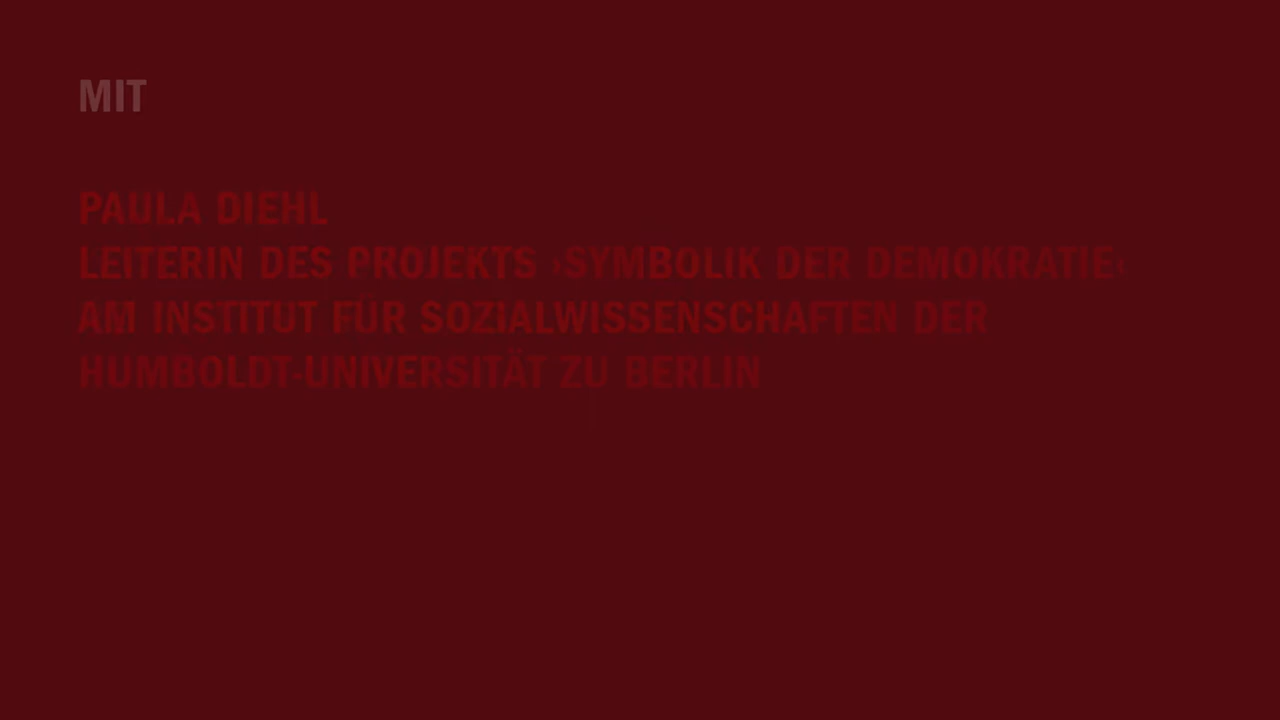 MIT
PAULA DIEHL
LEITERIN DES PROJEKTS ›SYMBOLIK DER DEMOKRATIE‹
AM INSTITUT FÜR SOZIALWISSENSCHAFTEN DER
HUMBOLDT-UNIVERSITÄT ZU BERLIN